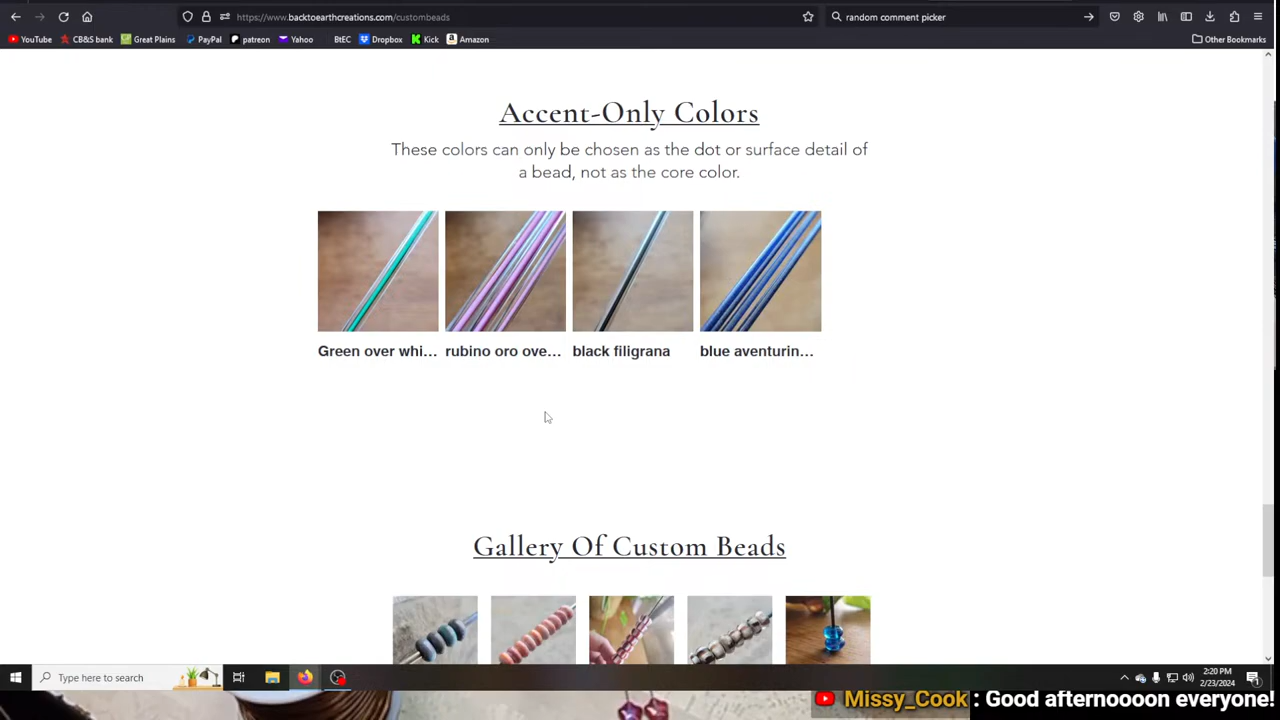 https://www.backtoearthcreations.com/custombeads
random comment picker
YouTube
CB&S bank
Great Plains
PayPal
patreon
Yahoo
BtEC
Dropbox
Kick
Amazon
Other Bookmarks
Accent-Only Colors
These colors can only be chosen as the dot or surface detail of
a bead, not as the core color.
Green over whi...
rubino oro ove...
black filigrana
blue aventurin...
Gallery Of Custom Beads
Type here to search
2:20 PM
2/23/2024
1
Missy_Cook : Good afternooooon everyone!